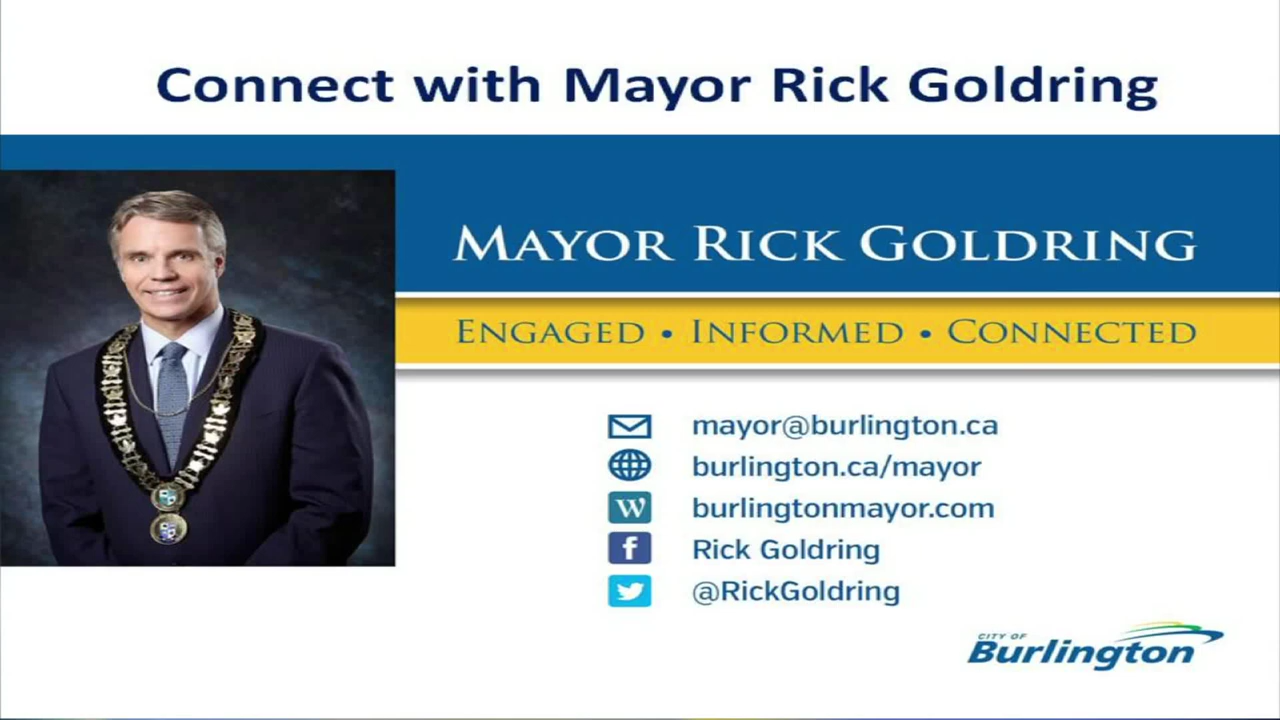 Connect with Mayor Rick Goldring
MAYOR RICK GOLDRING
ENGAGED • INFORMED • CONNECTED
mayor@burlington.ca
burlington.ca/mayor
W burlingtonmayor.com
f Rick Goldring
@RickGoldring
CITY OF
Burlington